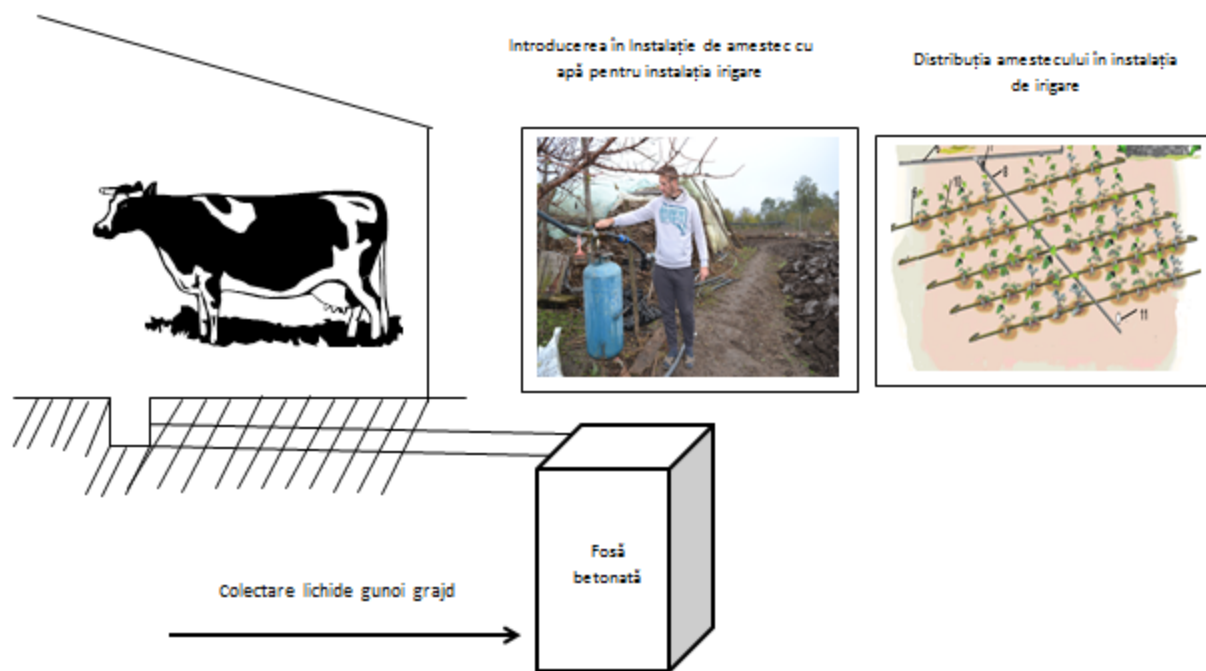 Introducerea în Instalație de amestec cu
apă pentru instalația irigare
Distribuția amestecului în instalația
de irigare
11
Fosă
betonată
Colectare lichide gunoi grajd